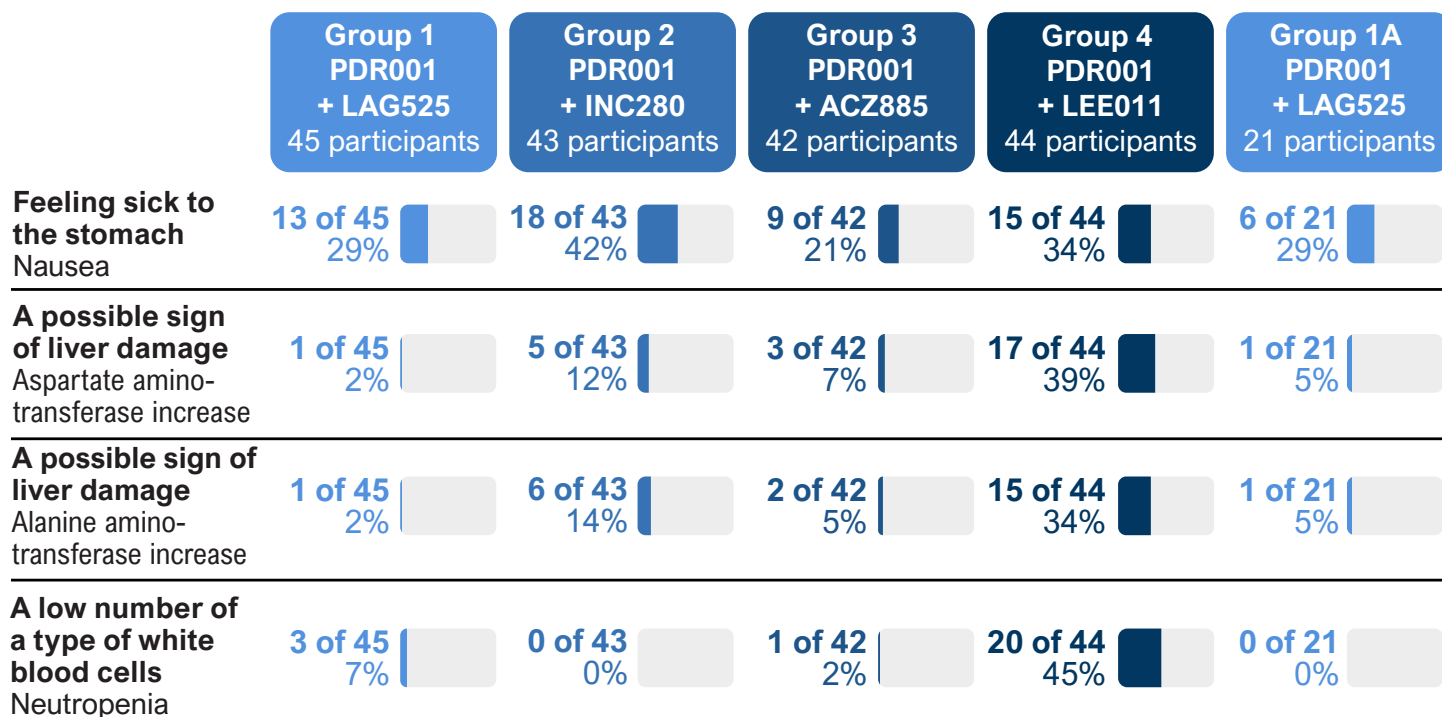 Group 1
PDR001
+ LAG525
45 participants
Group 2
PDR001
+ INC280
43 participants
Group 3
PDR001
+ ACZ885
42 participants
Group 4
PDR001
+ LEE011
44 participants
Group 1A
PDR001
+ LAG525
21 participants
Feeling sick to
the stomach
Nausea
13 of 45
29%
18 of 43
42%
9 of 42
21%
15 of 44
34%
6 of 21
29%
A possible sign
of liver damage
Aspartate amino-
transferase increase
1 of 45
2%
5 of 43
12%
3 of 42
7%
17 of 44
39%
1 of 21
5%
A possible sign of
liver damage
Alanine amino-
transferase increase
1 of 45
2%
6 of 43
14%
2 of 42
5%
15 of 44
34%
1 of 21
5%
A low number of
a type of white
blood cells
Neutropenia
3 of 45
7%
0 of 43
0%
1 of 42
2%
20 of 44
45%
0 of 21
0%